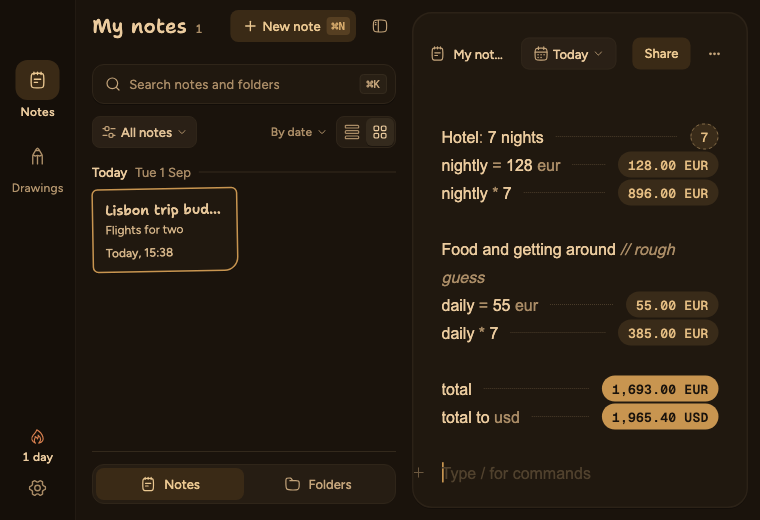 Notes
Drawings
1 day
My notes 1
+ New note ⌘N
Search notes and folders ⌘K
All notes
By date
Today Tue 1 Sep
Lisbon trip bud...
Flights for two
Today, 15:38
Notes
Folders
My not...
Today
Share
Hotel: 7 nights 7
nightly = 128 eur 128.00 EUR
nightly * 7 896.00 EUR
Food and getting around // rough
guess
daily = 55 eur 55.00 EUR
daily * 7 385.00 EUR
total 1,693.00 EUR
total to usd 1,965.40 USD
Type / for commands